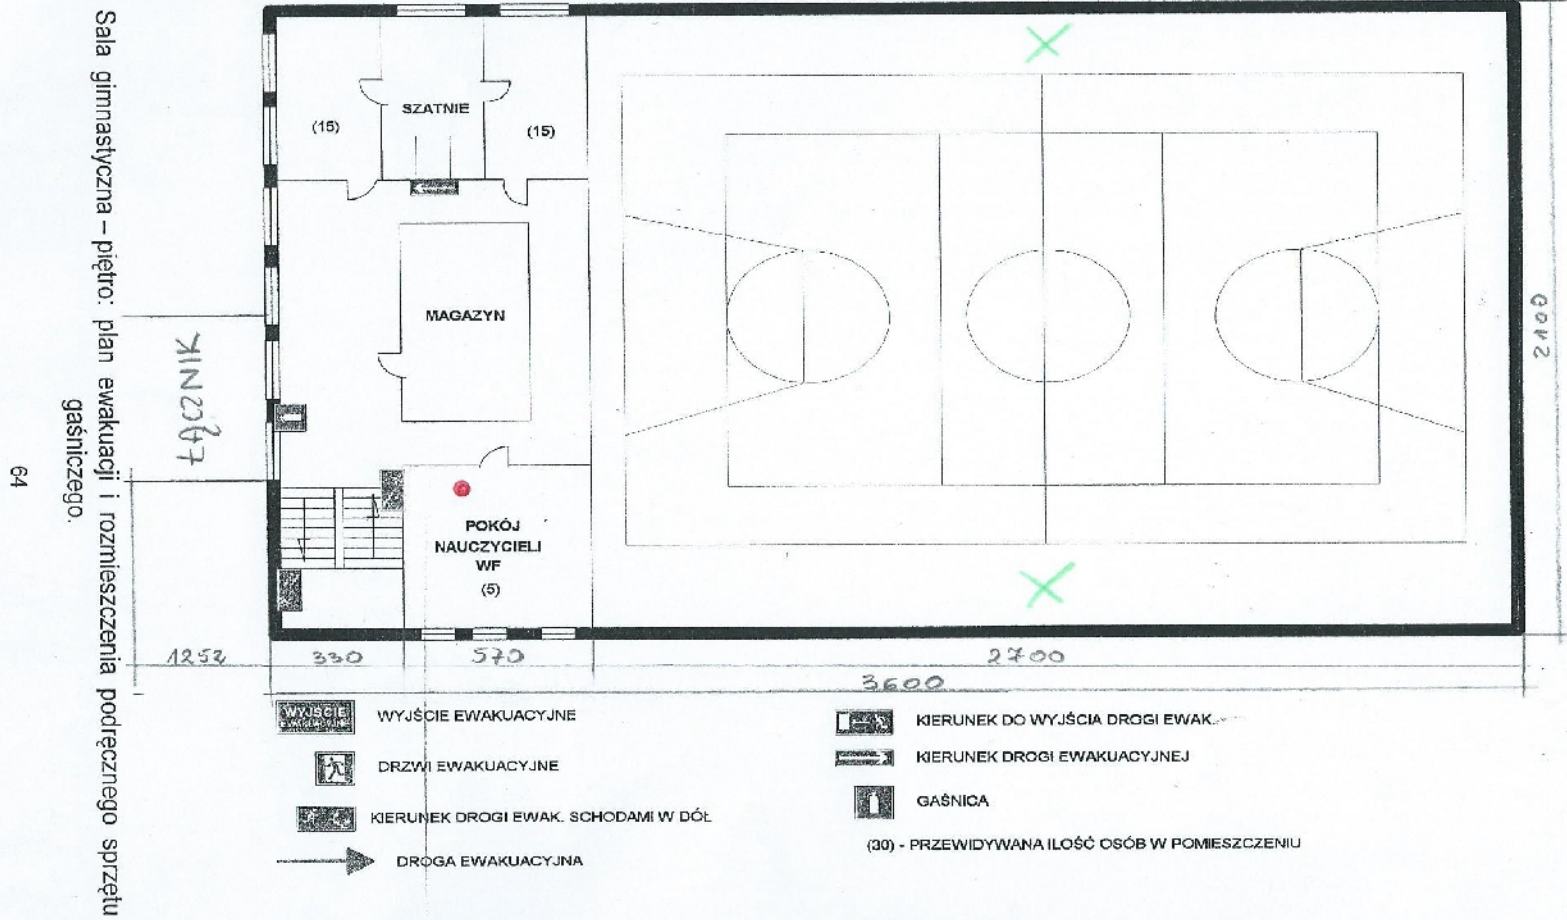 Sala gimnastyczna – piętro: plan ewakuacji i rozmieszczenia podręcznego sprzętu
gaśniczego.
64
SZATNIE
(15)
(15)
MAGAZYN
ŁĄCZNIK
POKÓJ
NAUCZYCIELI
WF
(5)
1252
330
570
2700
3600
WYJŚCIE
WYJŚCIE EWAKUACYJNE
DRZWI EWAKUACYJNE
KIERUNEK DROGI EWAK. SCHODAMI W DÓŁ
DROGA EWAKUACYJNA
KIERUNEK DO WYJŚCIA DROGI EWAK.
KIERUNEK DROGI EWAKUACYJNEJ
GAŚNICA
(30) - PRZEWIDYWANA ILOŚĆ OSÓB W POMIESZCZENIU